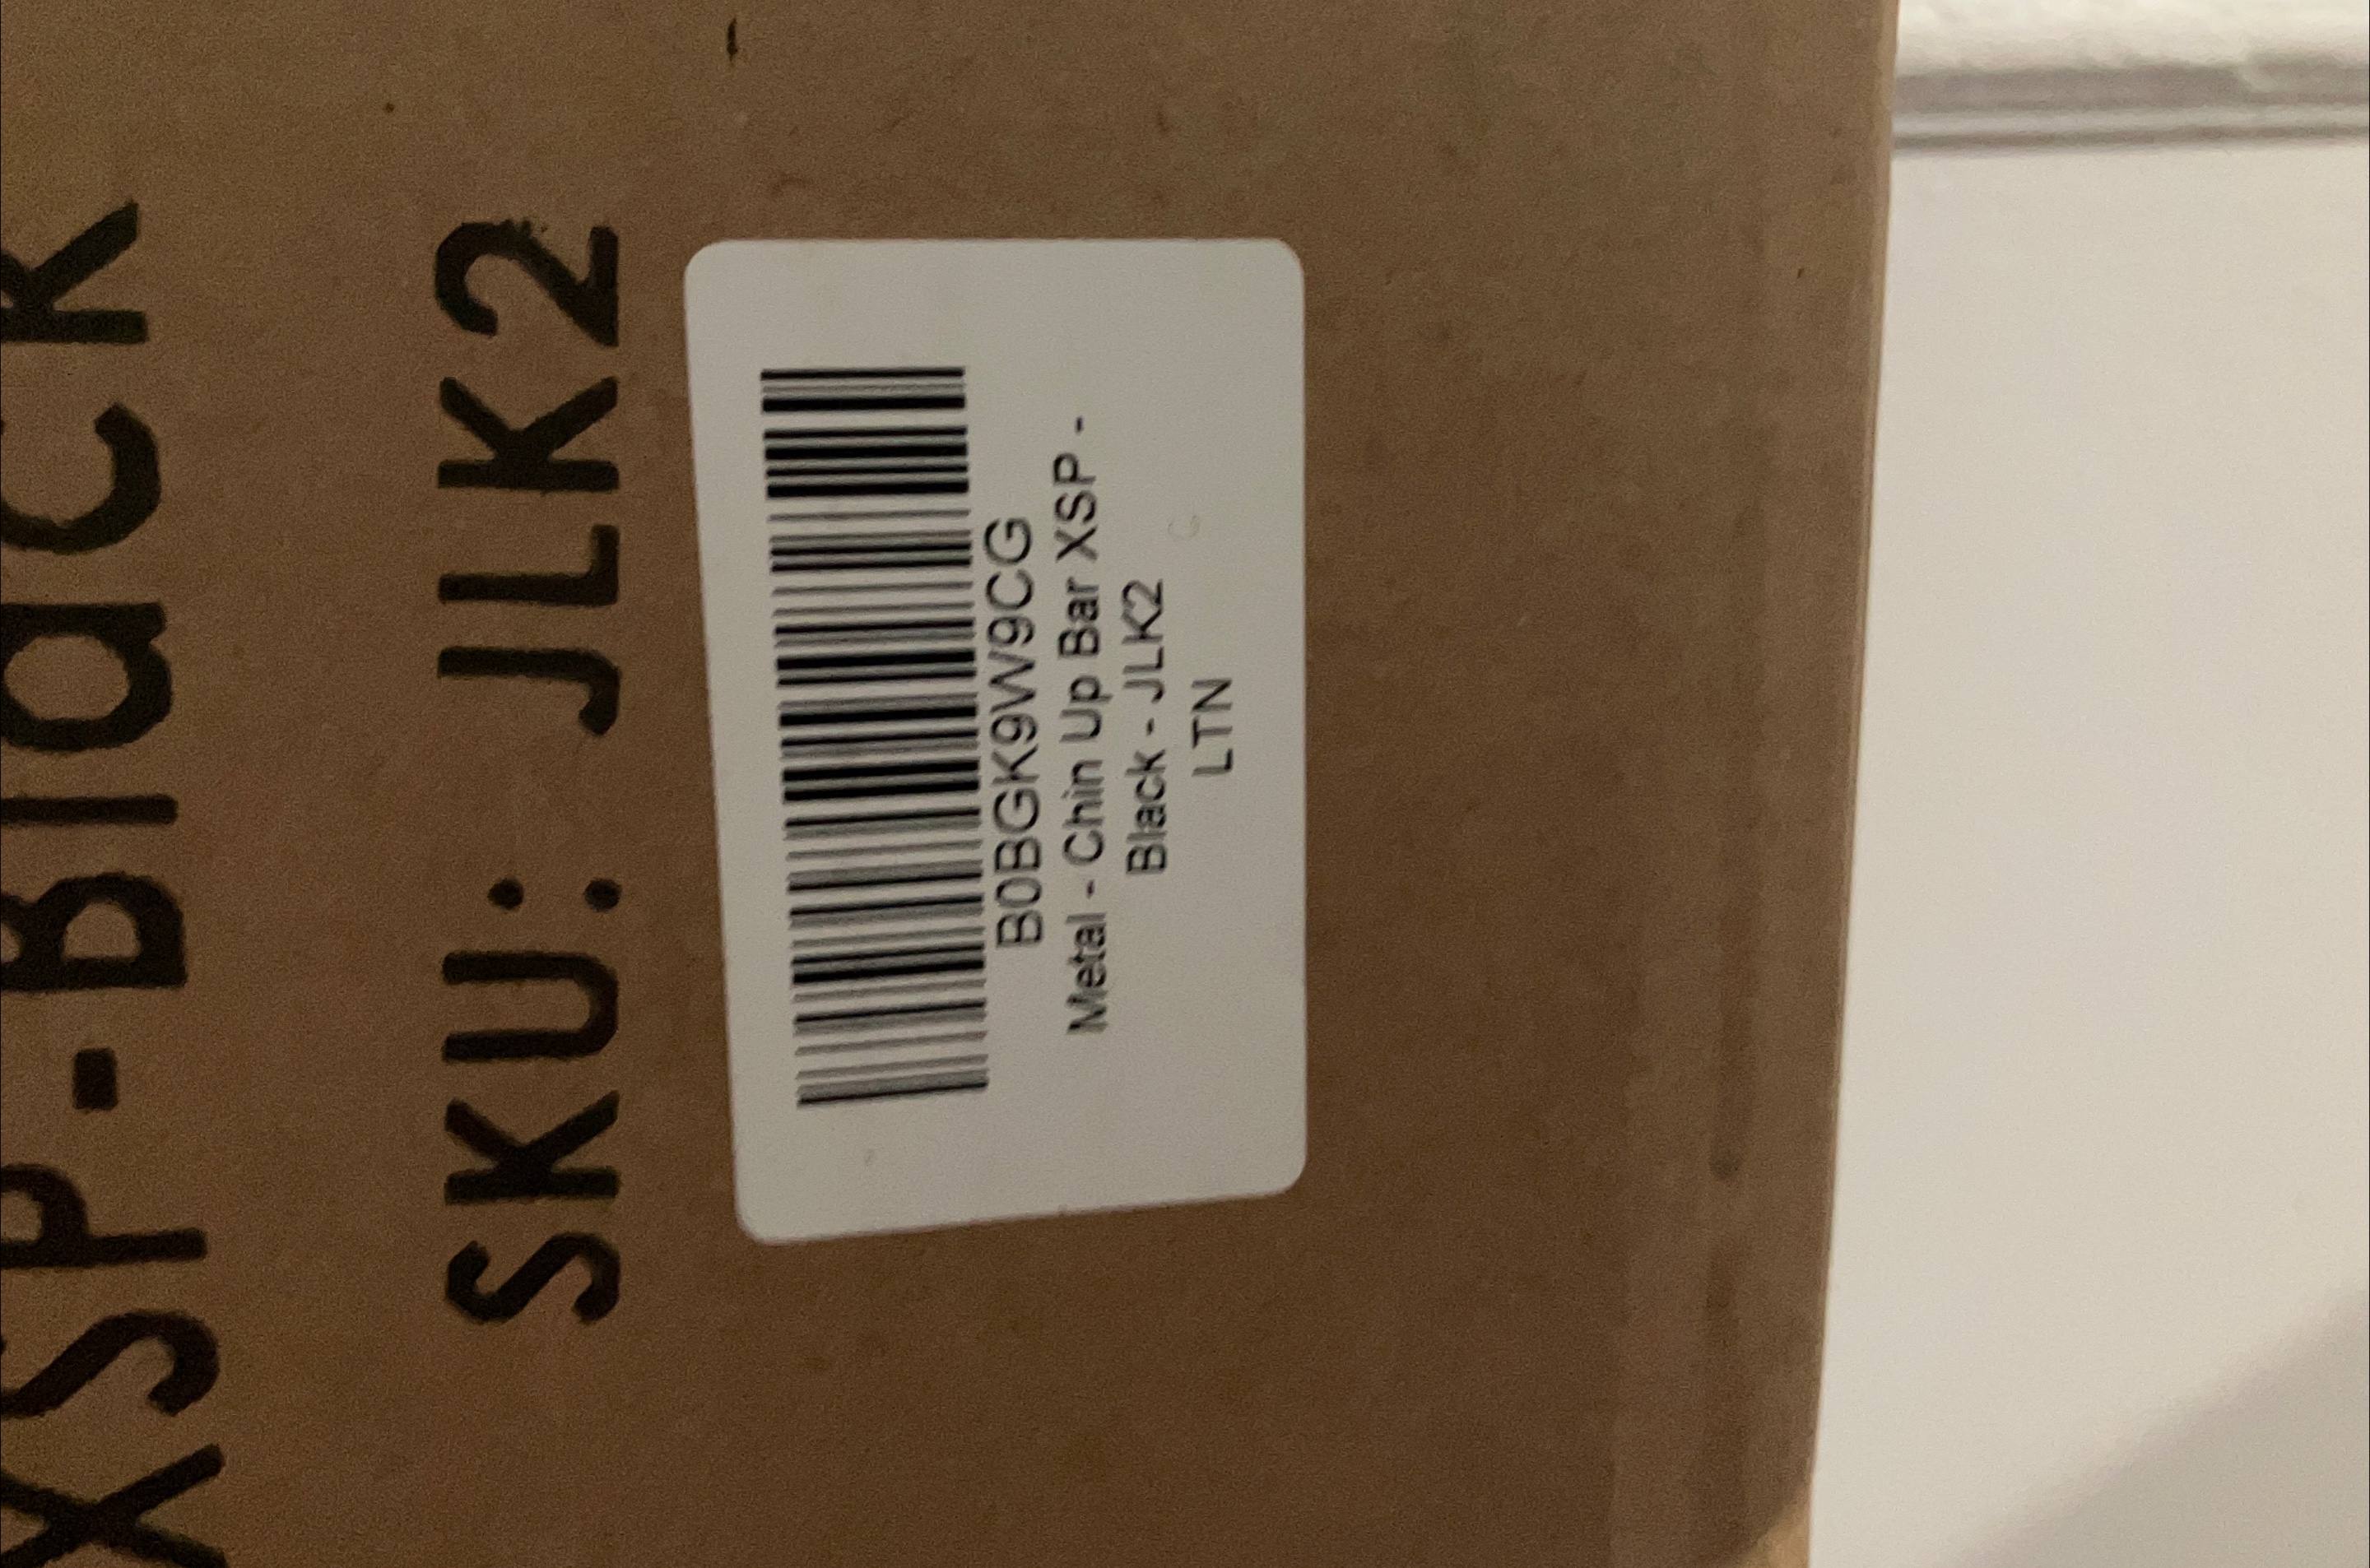 XSP-Black
SKU: JLK2
B0BGK9W9CG
Metal - Chin Up Bar XSP -
Black - JLK2
LTN